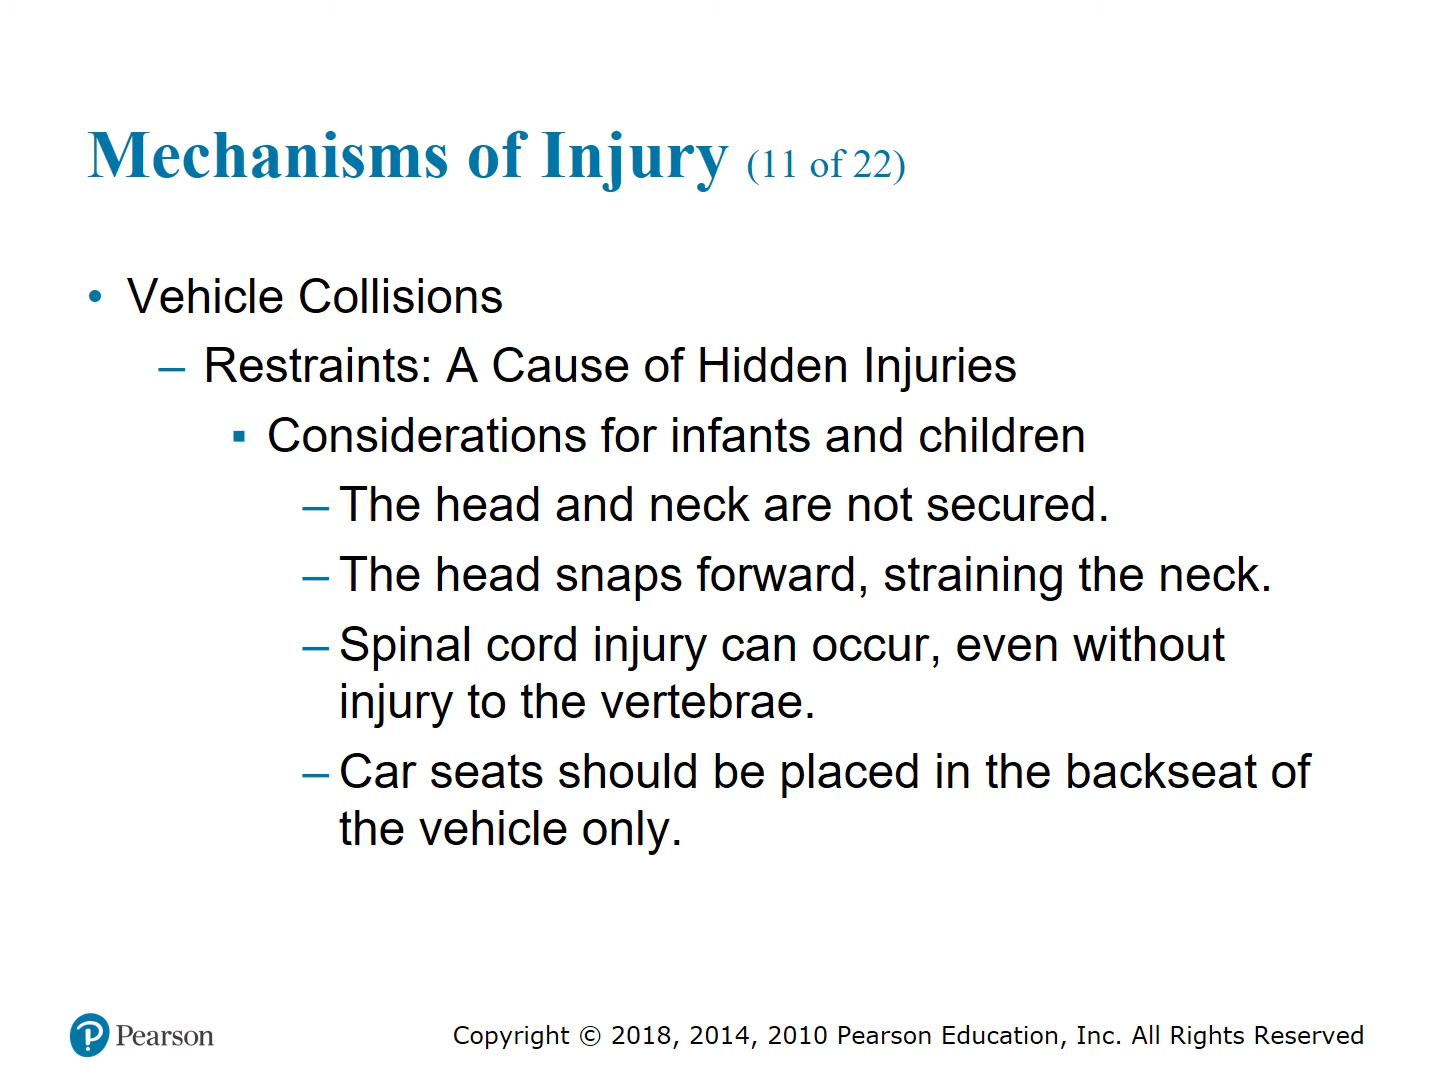 Mechanisms of Injury (11 of 22)
• Vehicle Collisions
– Restraints: A Cause of Hidden Injuries
▪ Considerations for infants and children
– The head and neck are not secured.
– The head snaps forward, straining the neck.
– Spinal cord injury can occur, even without
injury to the vertebrae.
– Car seats should be placed in the backseat of
the vehicle only.
Pearson
Copyright © 2018, 2014, 2010 Pearson Education, Inc. All Rights Reserved